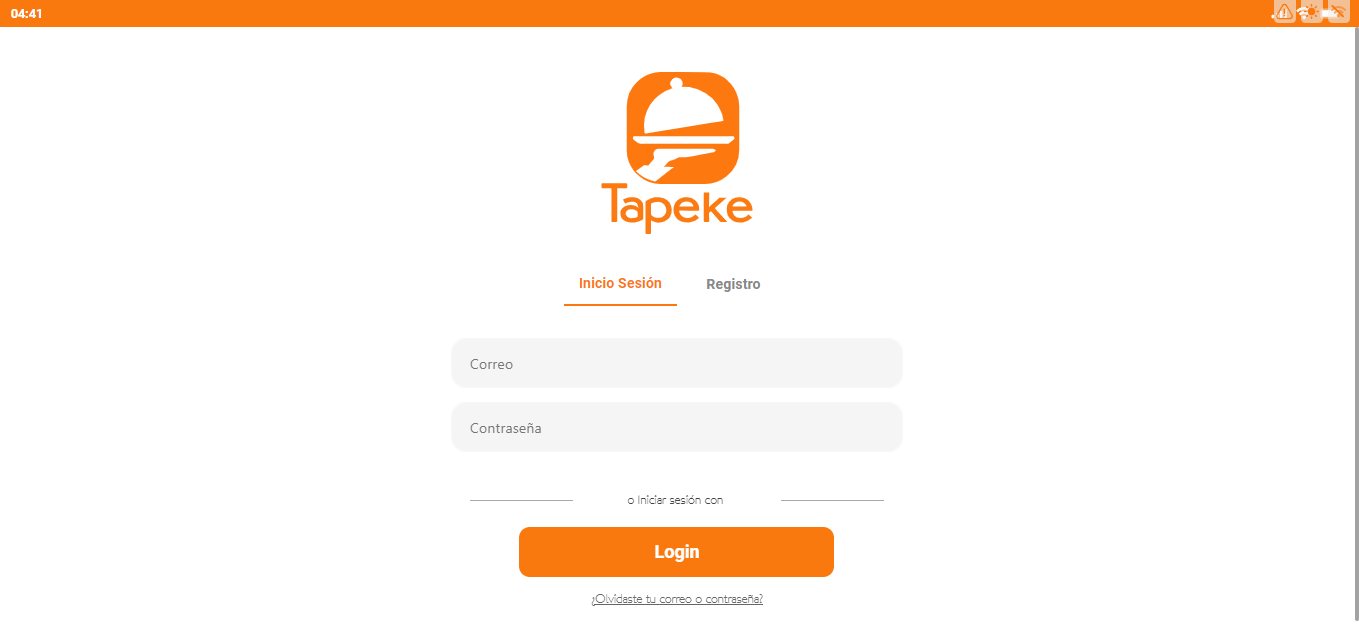 04:41
Tapeke
Inicio Sesión Registro
Correo
Contraseña
o Iniciar sesión con
Login
¿Olvidaste tu correo o contraseña?